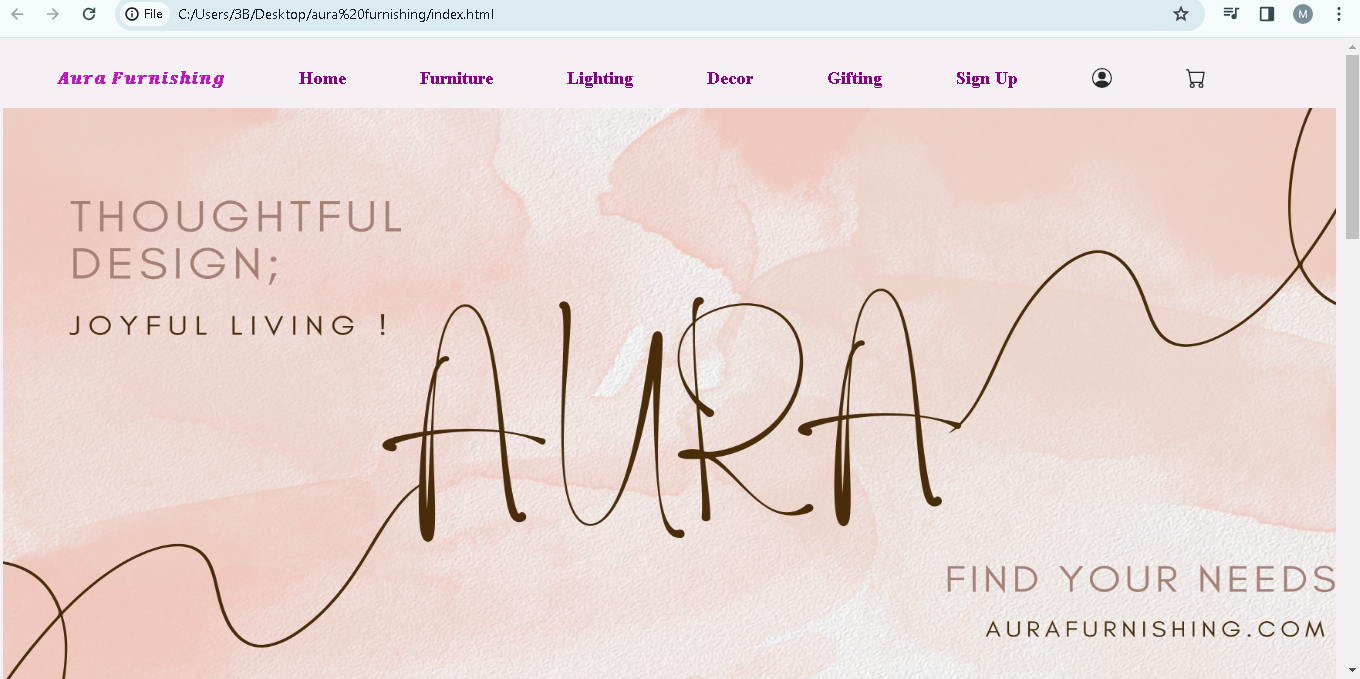 File C:/Users/3B/Desktop/aura%20furnishing/index.html M
Aura Furnishing Home Furniture Lighting Decor Gifting Sign Up
THOUGHTFUL
DESIGN;
JOYFUL LIVING !
AURA
FIND YOUR NEEDS
AURAFURNISHING.COM